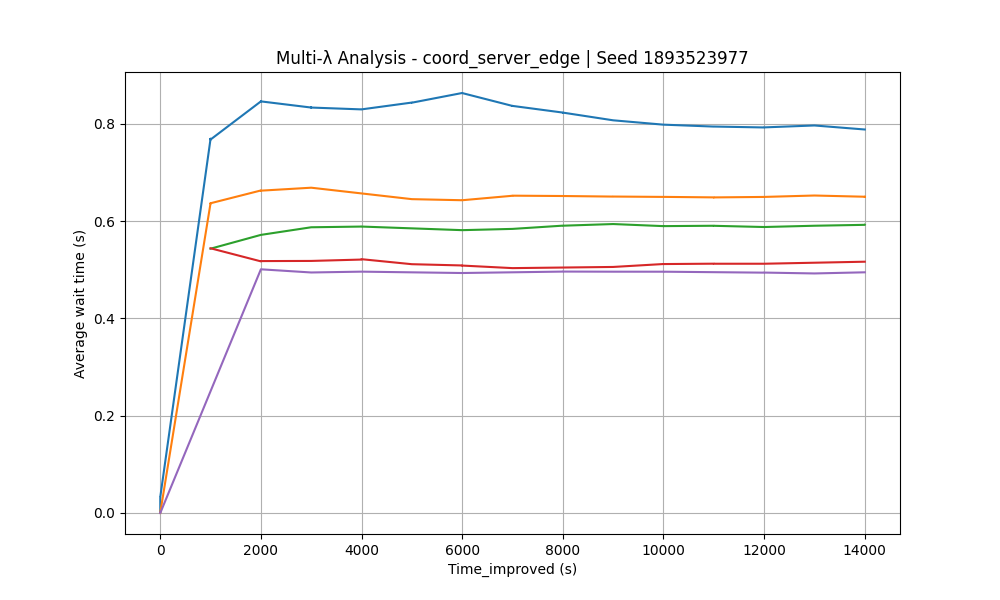 Multi-λ Analysis - coord_server_edge | Seed 1893523977
Average wait time (s)
0.8
0.6
0.4
0.2
0.0
0 2000 4000 6000 8000 10000 12000 14000
Time_improved (s)